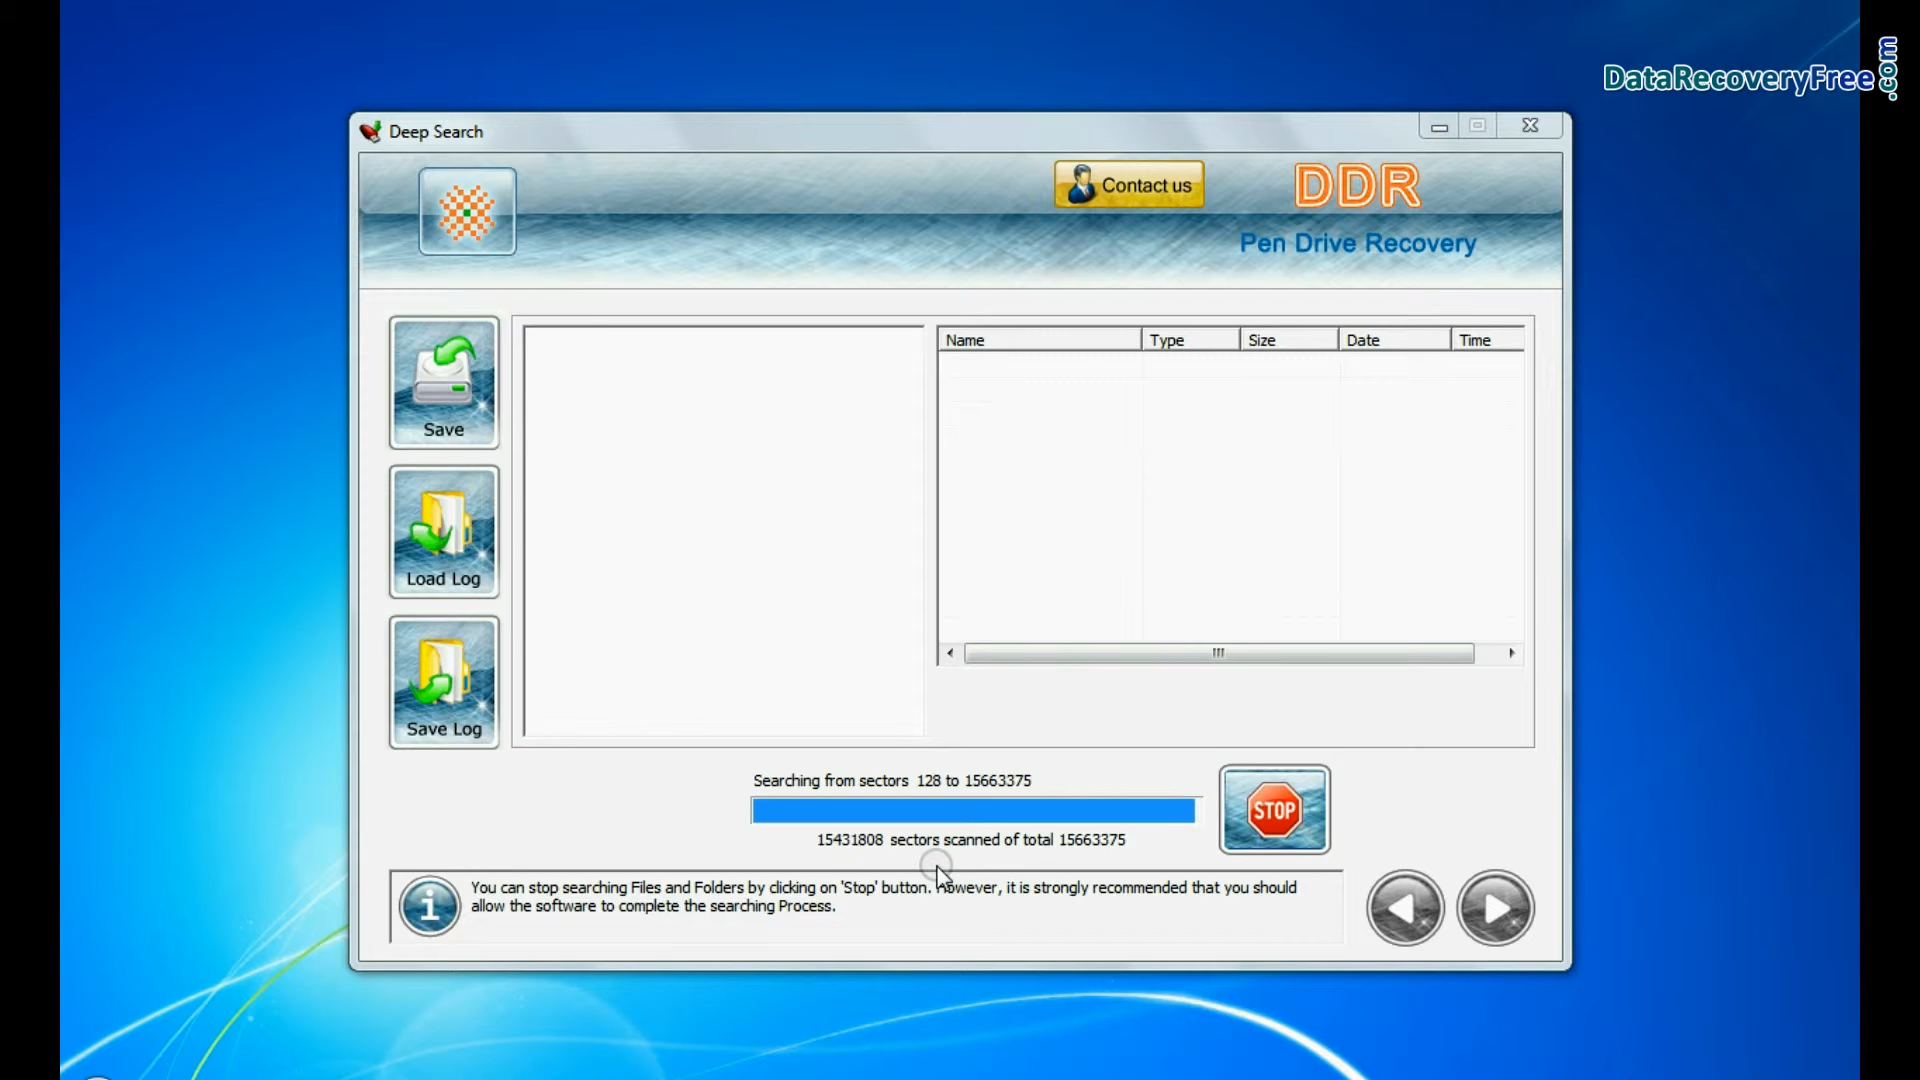 DataRecoveryFree.com
Deep Search
Contact us
DDR
Pen Drive Recovery
Save
Load Log
Save Log
Name Type Size Date Time
Searching from sectors 128 to 15663375
15431808 sectors scanned of total 15663375
STOP
You can stop searching Files and Folders by clicking on 'Stop' button. However, it is strongly recommended that you should
allow the software to complete the searching Process.